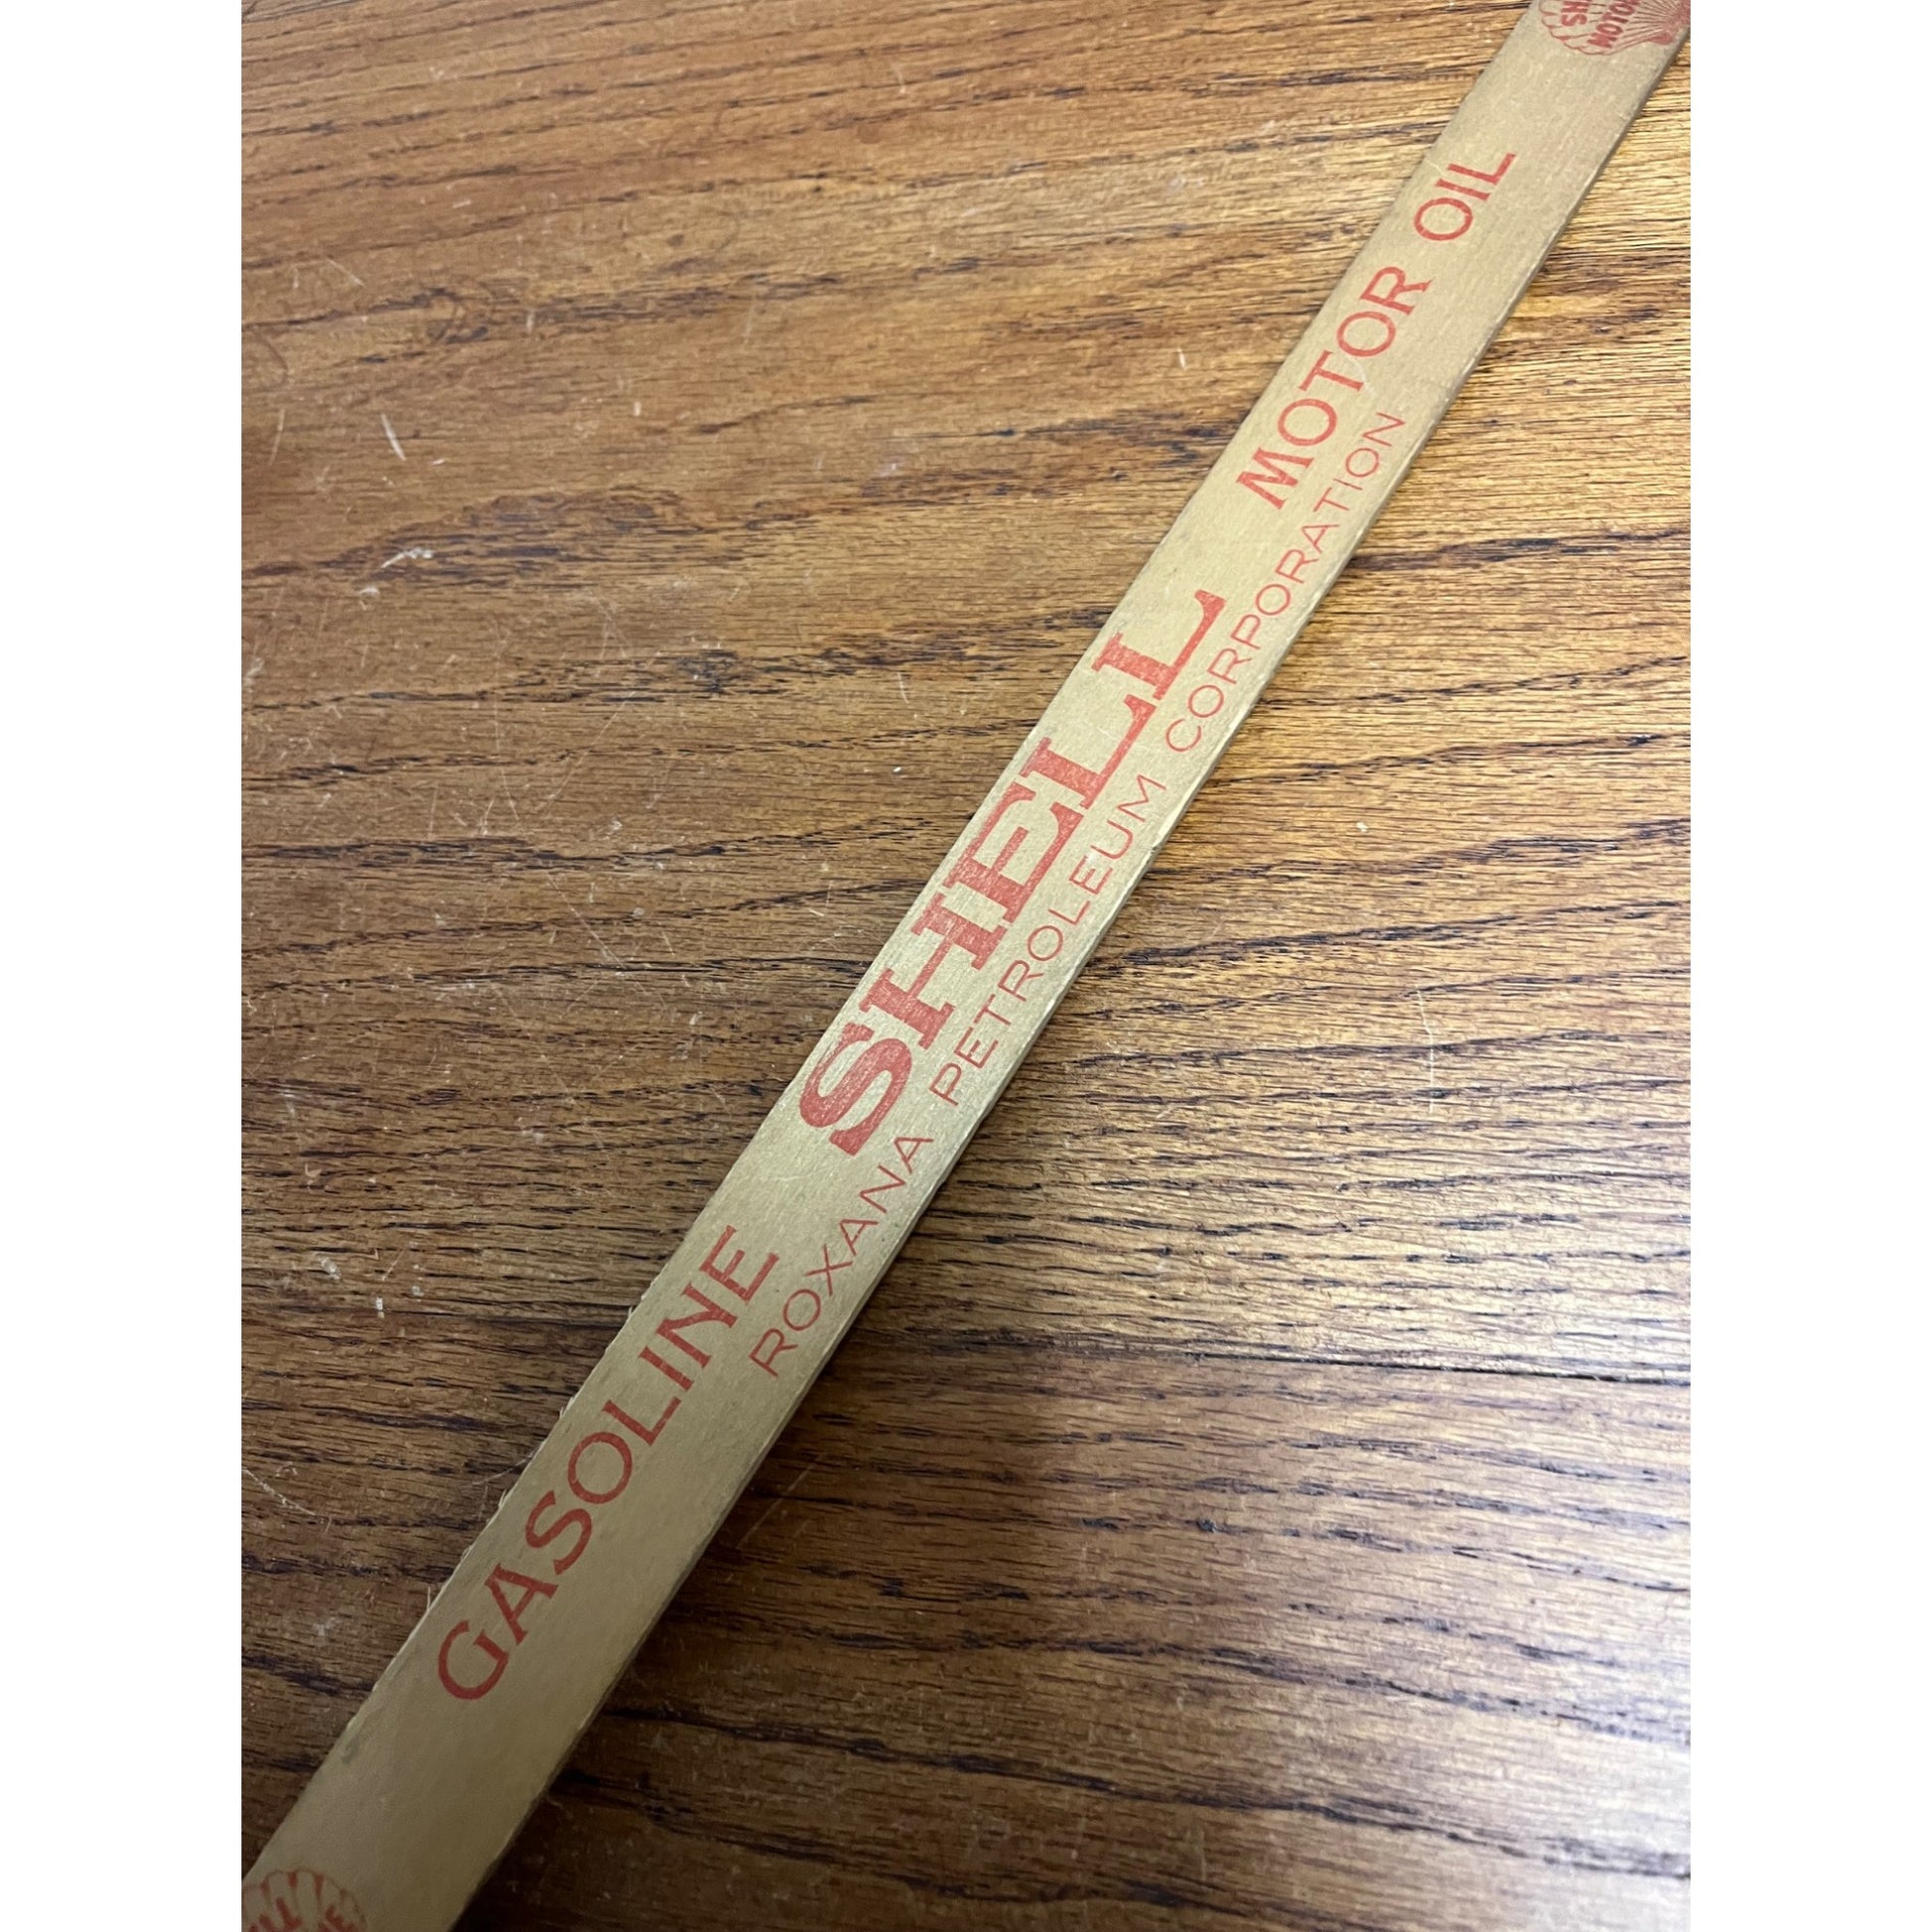 GASOLINE SHELL MOTOR OIL
ROXANA PETROLEUM CORPORATION